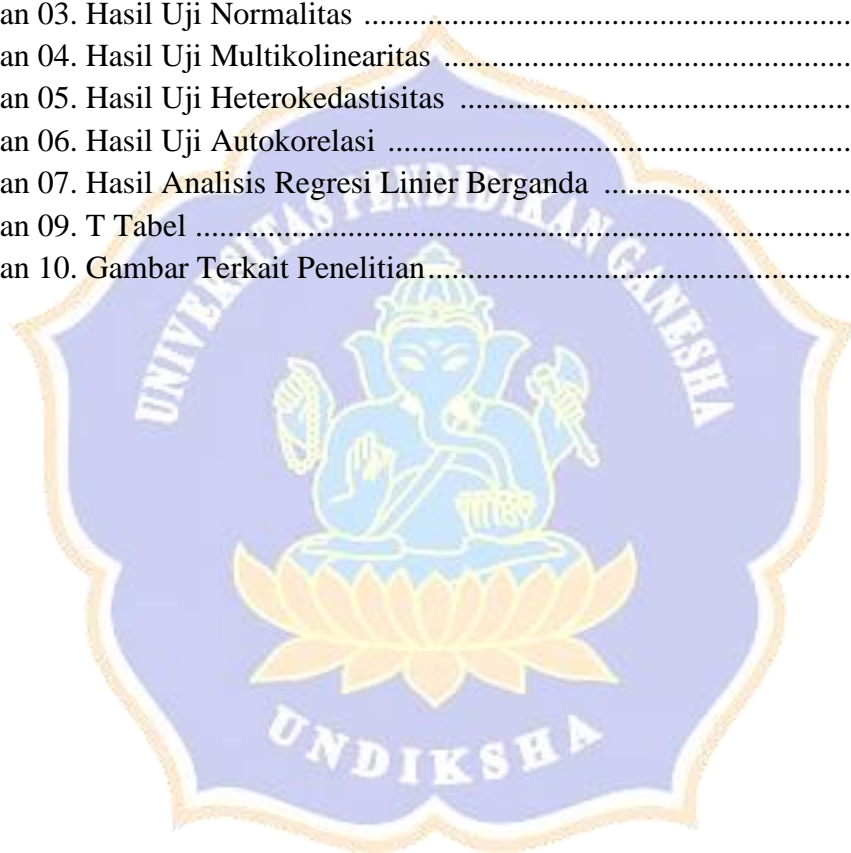 an 03. Hasil Uji Normalitas ................................................................
an 04. Hasil Uji Multikolinearitas .....................................................
an 05. Hasil Uji Heterokedastisitas ...................................................
an 06. Hasil Uji Autokorelasi .............................................................
an 07. Hasil Analisis Regresi Linier Berganda .................................
an 09. T Tabel ......................................................................................
an 10. Gambar Terkait Penelitian........................................................
UNIVERSITAS PENDIDIKAN GANESHA
UNDIKSHA